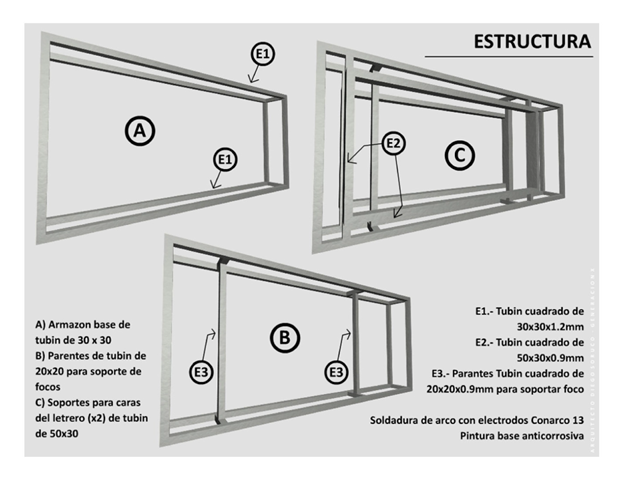 ESTRUCTURA
E1
A
E1
E2
C
E3
B
E3
A) Armazon base de
tubin de 30 x 30
B) Parentes de tubin de
20x20 para soporte de
focos
C) Soportes para caras
del letrero (x2) de tubin
de 50x30
E1.- Tubin cuadrado de
30x30x1.2mm
E2.- Tubin cuadrado de
50x30x0.9mm
E3.- Parantes Tubin cuadrado de
20x20x0.9mm para soportar foco
Soldadura de arco con electrodos Conarco 13
Pintura base anticorrosiva